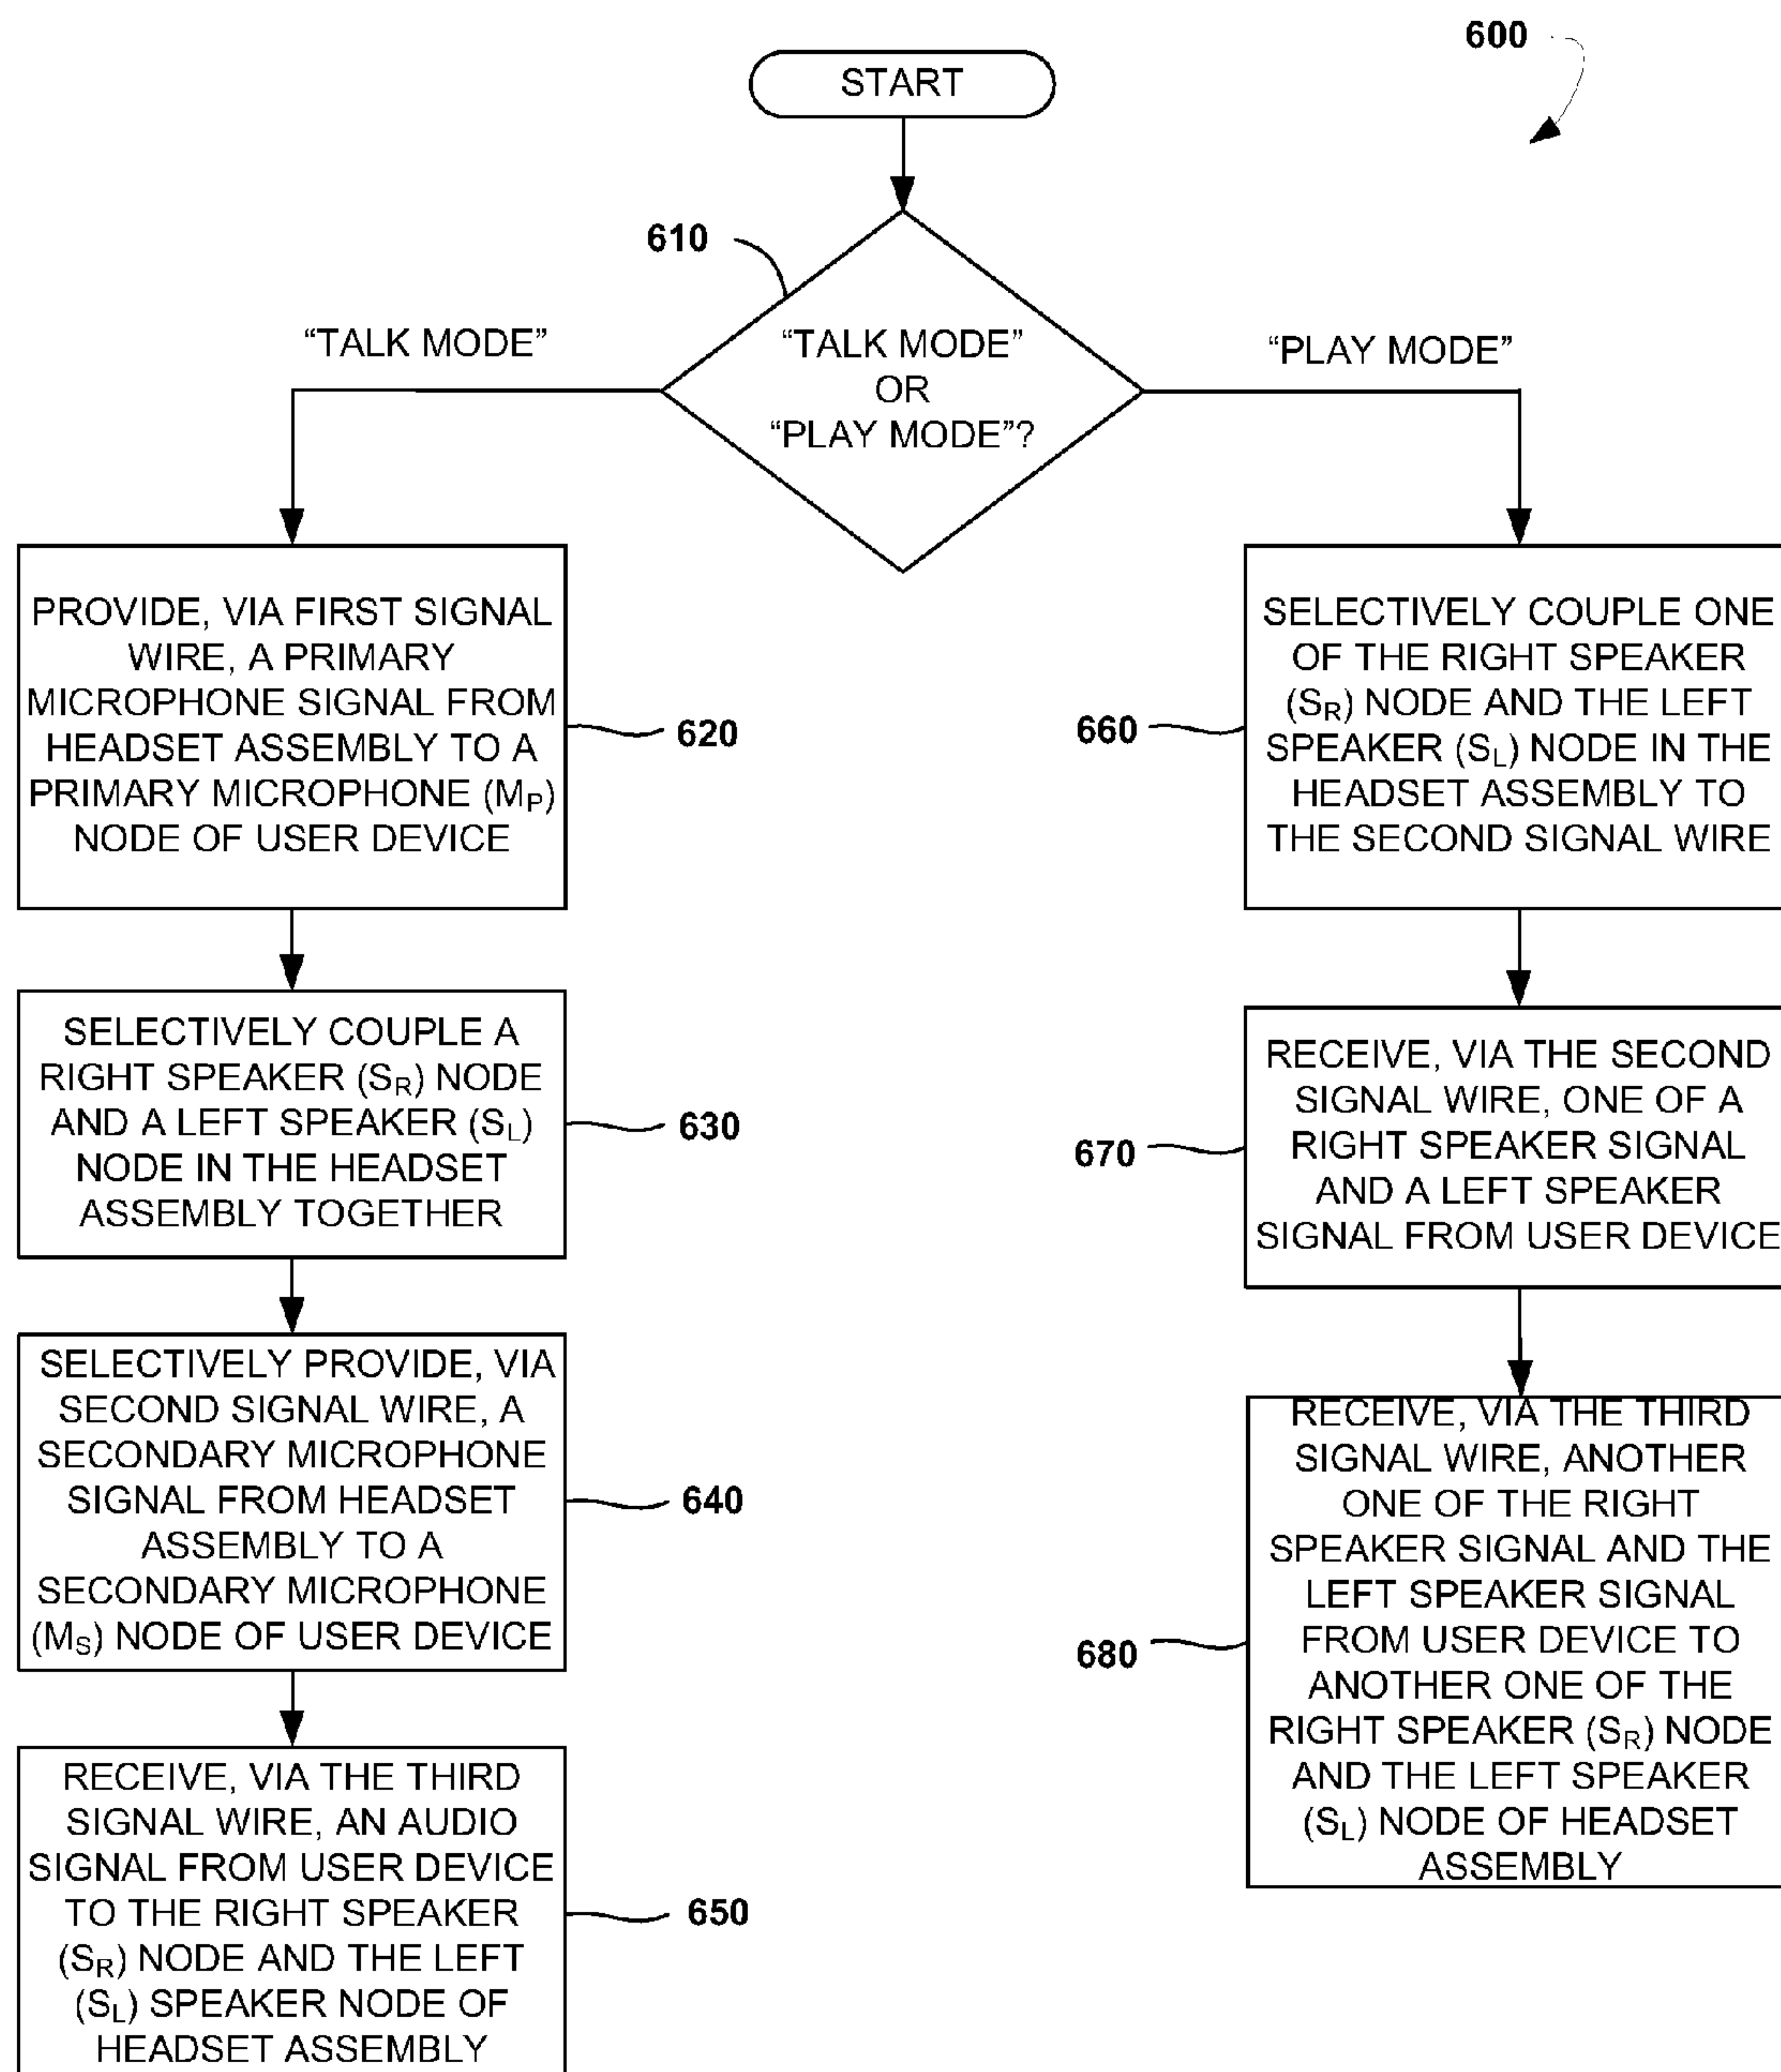 600
START
610
“TALK MODE”
“TALK MODE”
OR
“PLAY MODE”?
“PLAY MODE”
PROVIDE, VIA FIRST SIGNAL
WIRE, A PRIMARY
MICROPHONE SIGNAL FROM
HEADSET ASSEMBLY TO A
PRIMARY MICROPHONE (MP)
NODE OF USER DEVICE
620
SELECTIVELY COUPLE A
RIGHT SPEAKER (SR) NODE
AND A LEFT SPEAKER (SL)
NODE IN THE HEADSET
ASSEMBLY TOGETHER
630
SELECTIVELY PROVIDE, VIA
SECOND SIGNAL WIRE, A
SECONDARY MICROPHONE
SIGNAL FROM HEADSET
ASSEMBLY TO A
SECONDARY MICROPHONE
(MS) NODE OF USER DEVICE
640
RECEIVE, VIA THE THIRD
SIGNAL WIRE, AN AUDIO
SIGNAL FROM USER DEVICE
TO THE RIGHT SPEAKER
(SR) NODE AND THE LEFT
(SL) SPEAKER NODE OF
HEADSET ASSEMBLY
650
SELECTIVELY COUPLE ONE
OF THE RIGHT SPEAKER
(SR) NODE AND THE LEFT
SPEAKER (SL) NODE IN THE
HEADSET ASSEMBLY TO
THE SECOND SIGNAL WIRE
660
RECEIVE, VIA THE SECOND
SIGNAL WIRE, ONE OF A
RIGHT SPEAKER SIGNAL
AND A LEFT SPEAKER
SIGNAL FROM USER DEVICE
670
RECEIVE, VIA THE THIRD
SIGNAL WIRE, ANOTHER
ONE OF THE RIGHT
SPEAKER SIGNAL AND THE
LEFT SPEAKER SIGNAL
FROM USER DEVICE TO
ANOTHER ONE OF THE
RIGHT SPEAKER (SR) NODE
AND THE LEFT SPEAKER
(SL) NODE OF HEADSET
ASSEMBLY
680